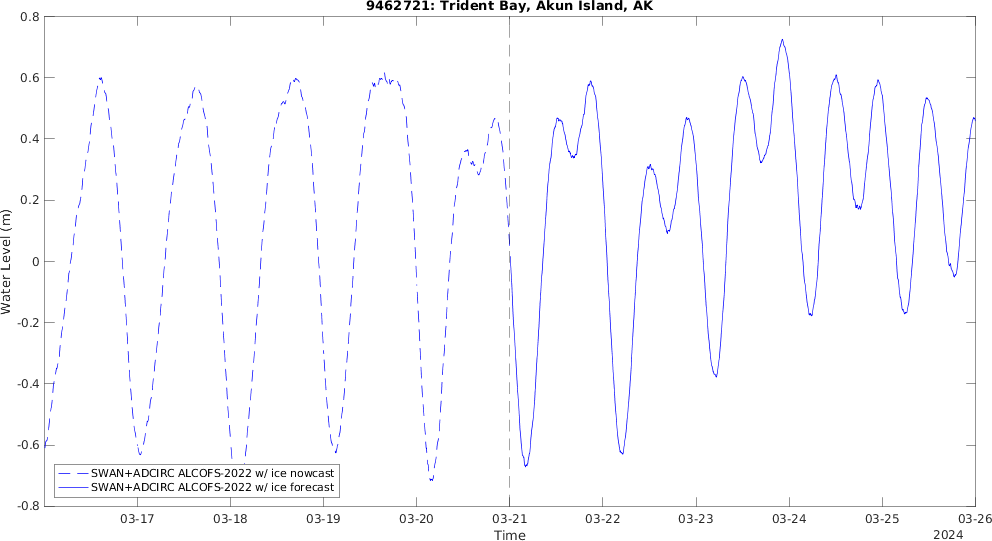 9462721: Trident Bay, Akun Island, AK
0.8
0.6
0.4
0.2
0
-0.2
-0.4
-0.6
-0.8
Water Level (m)
SWAN+ADCIRC ALCOFS-2022 w/ ice nowcast
SWAN+ADCIRC ALCOFS-2022 w/ ice forecast
03-17 03-18 03-19 03-20 03-21 03-22 03-23 03-24 03-25 03-26
Time
2024